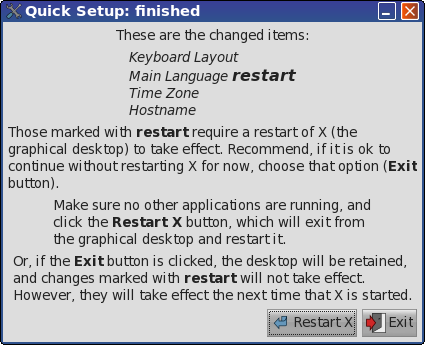 Quick Setup: finished
These are the changed items:
Keyboard Layout
Main Language restart
Time Zone
Hostname
Those marked with restart require a restart of X (the
graphical desktop) to take effect. Recommend, if it is ok to
continue without restarting X for now, choose that option (Exit
button).
Make sure no other applications are running, and
click the Restart X button, which will exit from
the graphical desktop and restart it.
Or, if the Exit button is clicked, the desktop will be retained,
and changes marked with restart will not take effect.
However, they will take effect the next time that X is started.
Restart X Exit